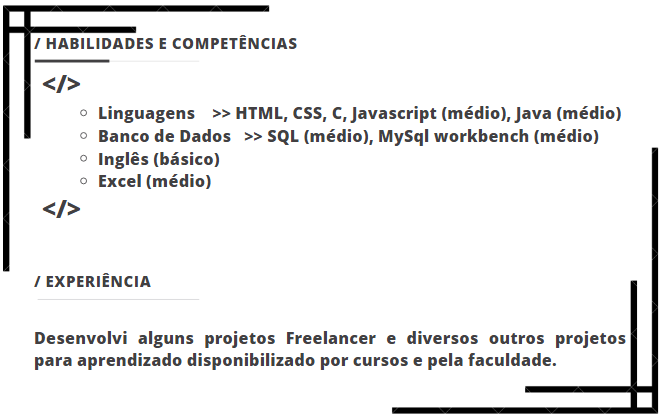 / HABILIDADES E COMPETÊNCIAS
</>
Linguagens >> HTML, CSS, C, Javascript (médio), Java (médio)
Banco de Dados >> SQL (médio), MySql workbench (médio)
Inglês (básico)
Excel (médio)
</>
/ EXPERIÊNCIA
Desenvolvi alguns projetos Freelancer e diversos outros projetos
para aprendizado disponibilizado por cursos e pela faculdade.